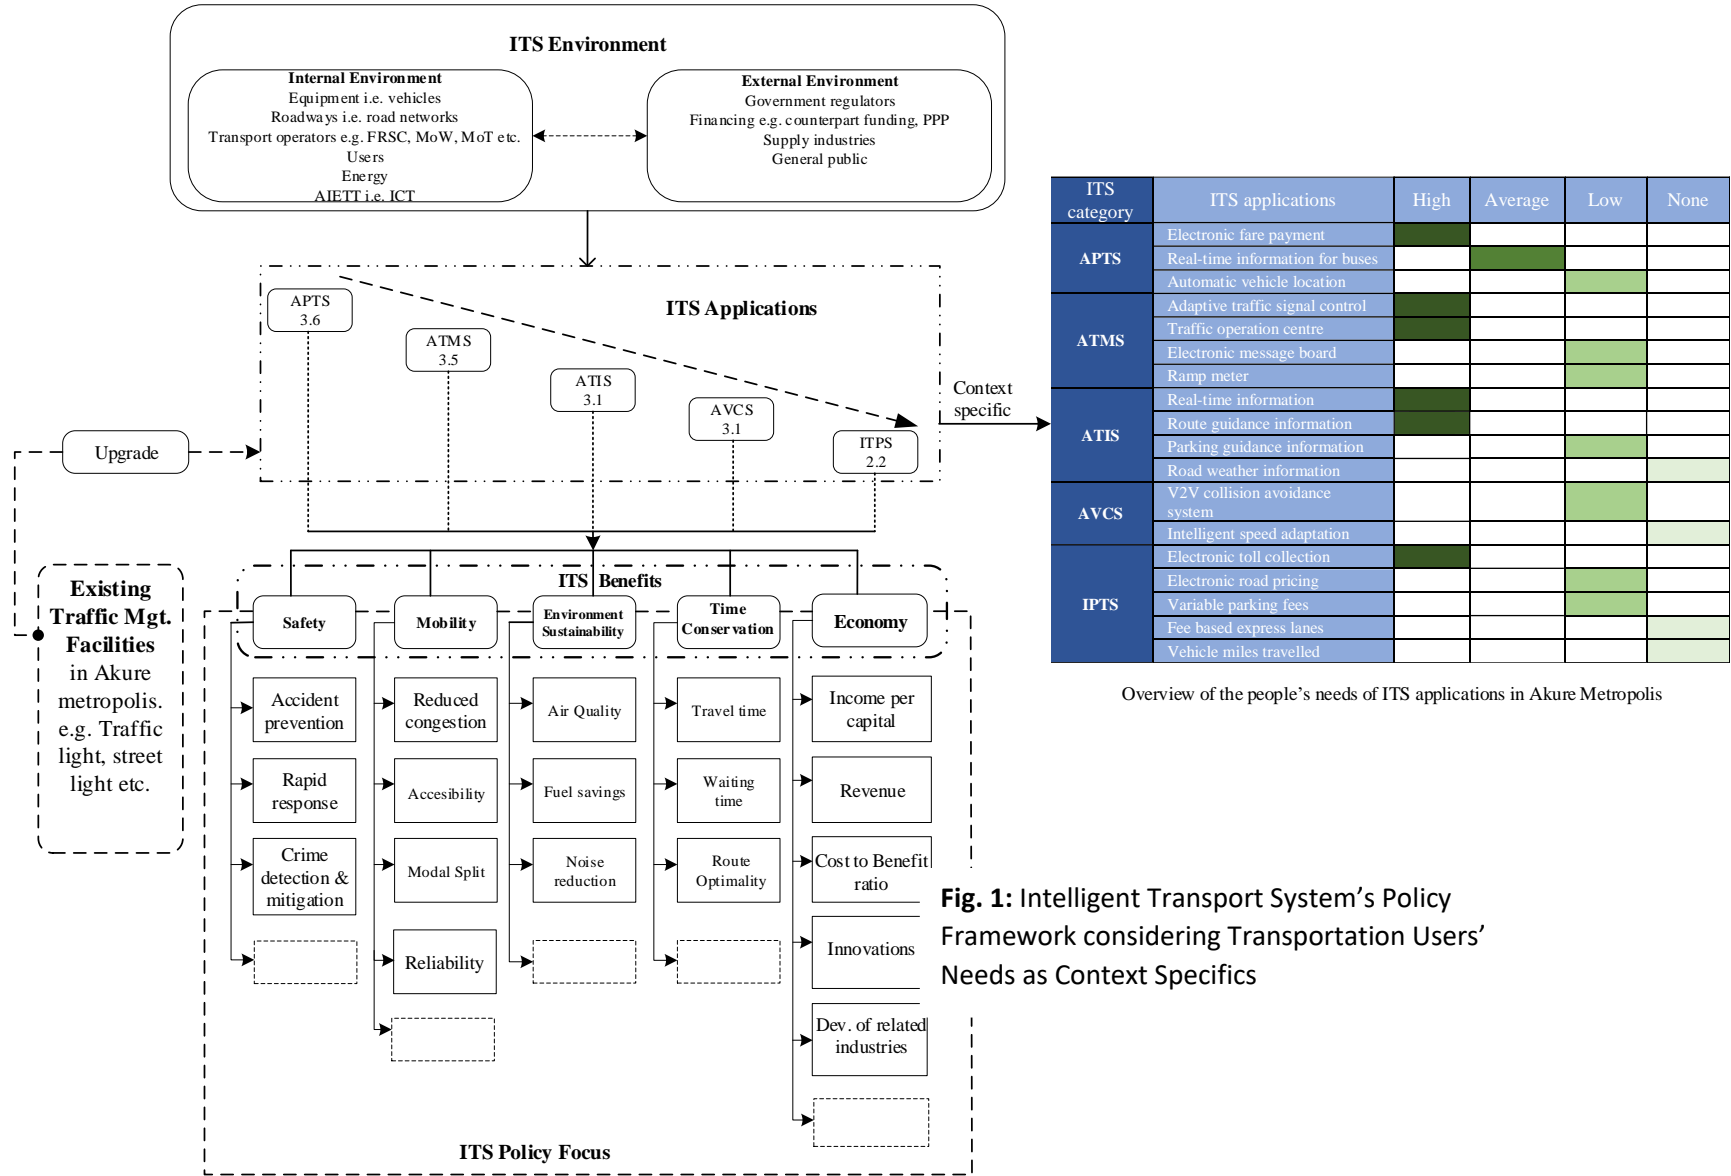 ITS Environment
Internal Environment
Equipment i.e. vehicles
Roadways i.e. road networks
Transport operators e.g. FRSC, MoW, MoT etc.
Users
Energy
AIETT i.e. ICT
External Environment
Government regulators
Financing e.g. counterpart funding, PPP
Supply industries
General public
ITS Applications
APTS
3.6
ATMS
3.5
ATIS
3.1
AVCS
3.1
ITPS
2.2
Context
specific
Upgrade
Existing
Traffic Mgt.
Facilities
in Akure
metropolis.
e.g. Traffic
light, street
light etc.
ITS Benefits
Safety
Mobility
Environment
Sustainability
Time
Conservation
Economy
Accident
prevention
Rapid
response
Crime
detection &
mitigation
Reduced
congestion
Accesibility
Modal Split
Reliability
Air Quality
Fuel savings
Noise
reduction
Travel time
Waiting
time
Route
Optimality
Income per
capital
Revenue
Cost to Benefit
ratio
Innovations
Dev. of related
industries
ITS Policy Focus
ITS
category
ITS applications
High
Average
Low
None
APTS
Electronic fare payment
Real-time information for buses
Automatic vehicle location
ATMS
Adaptive traffic signal control
Traffic operation centre
Electronic message board
Ramp meter
ATIS
Real-time information
Route guidance information
Parking guidance information
Road weather information
AVCS
V2V collision avoidance
system
Intelligent speed adaptation
IPTS
Electronic toll collection
Electronic road pricing
Variable parking fees
Fee based express lanes
Vehicle miles travelled
Overview of the people's needs of ITS applications in Akure Metropolis
Fig. 1: Intelligent Transport System's Policy
Framework considering Transportation Users'
Needs as Context Specifics